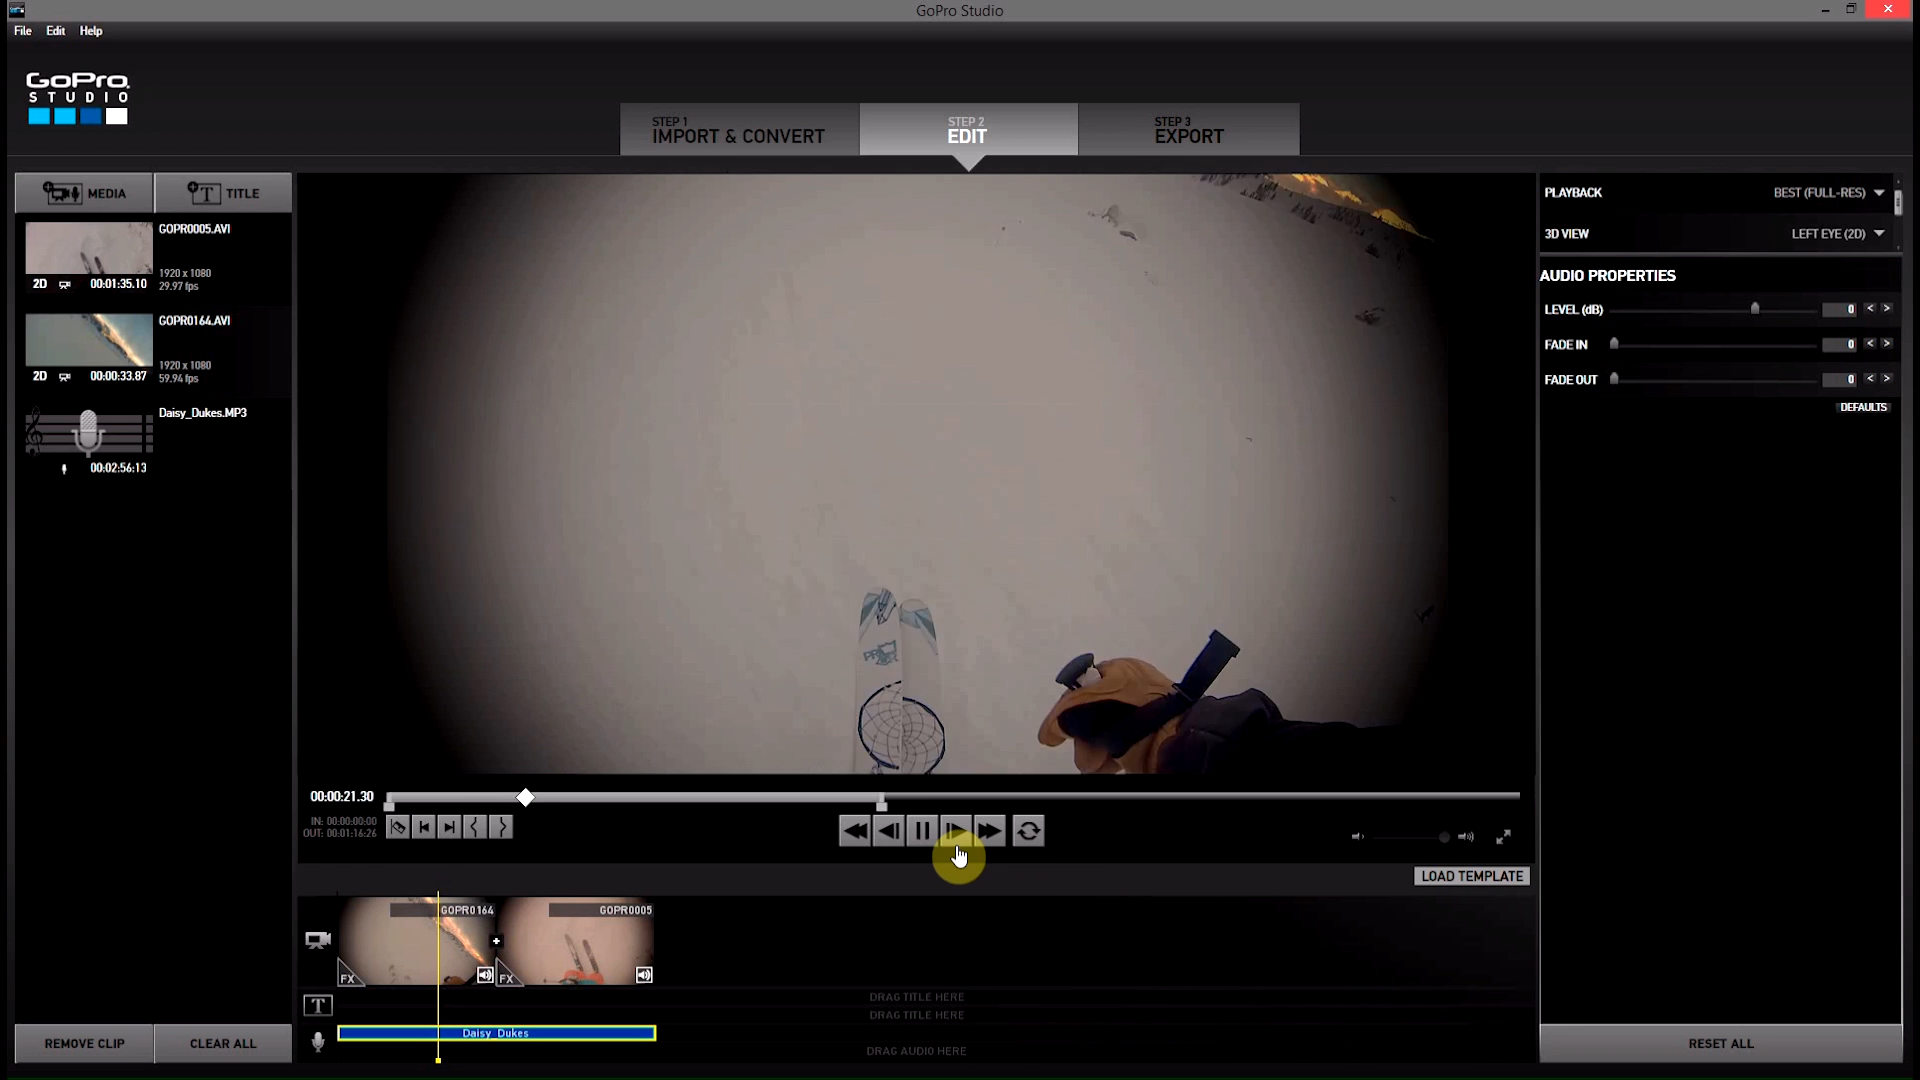 GoPro Studio
File Edit Help
GoPro
STUDIO
STEP 1
IMPORT & CONVERT
STEP 2
EDIT
STEP 3
EXPORT
MEDIA
TITLE
GOPR0005.AVI
1920 x 1080
29.97 fps
2D 00:01:35.10
GOPR0164.AVI
1920 x 1080
59.94 fps
2D 00:00:33.87
Daisy_Dukes.MP3
00:02:56:13
REMOVE CLIP
CLEAR ALL
00:00:21.30
IN: 00:00:00:00
OUT: 00:01:16:26
LOAD TEMPLATE
GOPR0164
GOPR0005
FX
FX
T
DRAG TITLE HERE
DRAG TITLE HERE
Daisy_Dukes
DRAG AUDIO HERE
PLAYBACK BEST (FULL-RES)
3D VIEW LEFT EYE (2D)
AUDIO PROPERTIES
LEVEL (dB) 0 < >
FADE IN 0 < >
FADE OUT 0 < >
DEFAULTS
RESET ALL